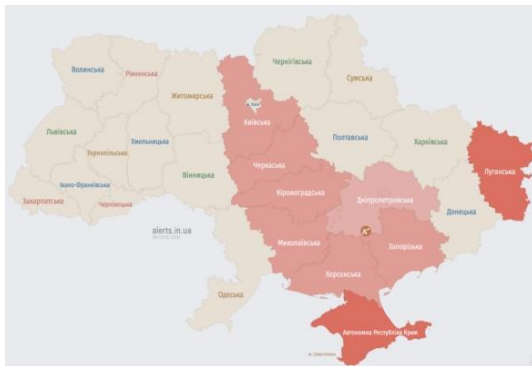 Волинська
Рівненська
Житомирська
Чернігівська
Сумська
Київ
Київська
Львівська
Тернопільська
Хмельницька
Вінницька
Черкаська
Полтавська
Харківська
Луганська
Івано-Франківська
Закарпатська
Чернівецька
Кіровоградська
Дніпропетровська
Донецька
alerts.in.ua
Миколаївська
Запорізька
Одеська
Херсонська
Автономна Республіка Крим
м. Севастополь